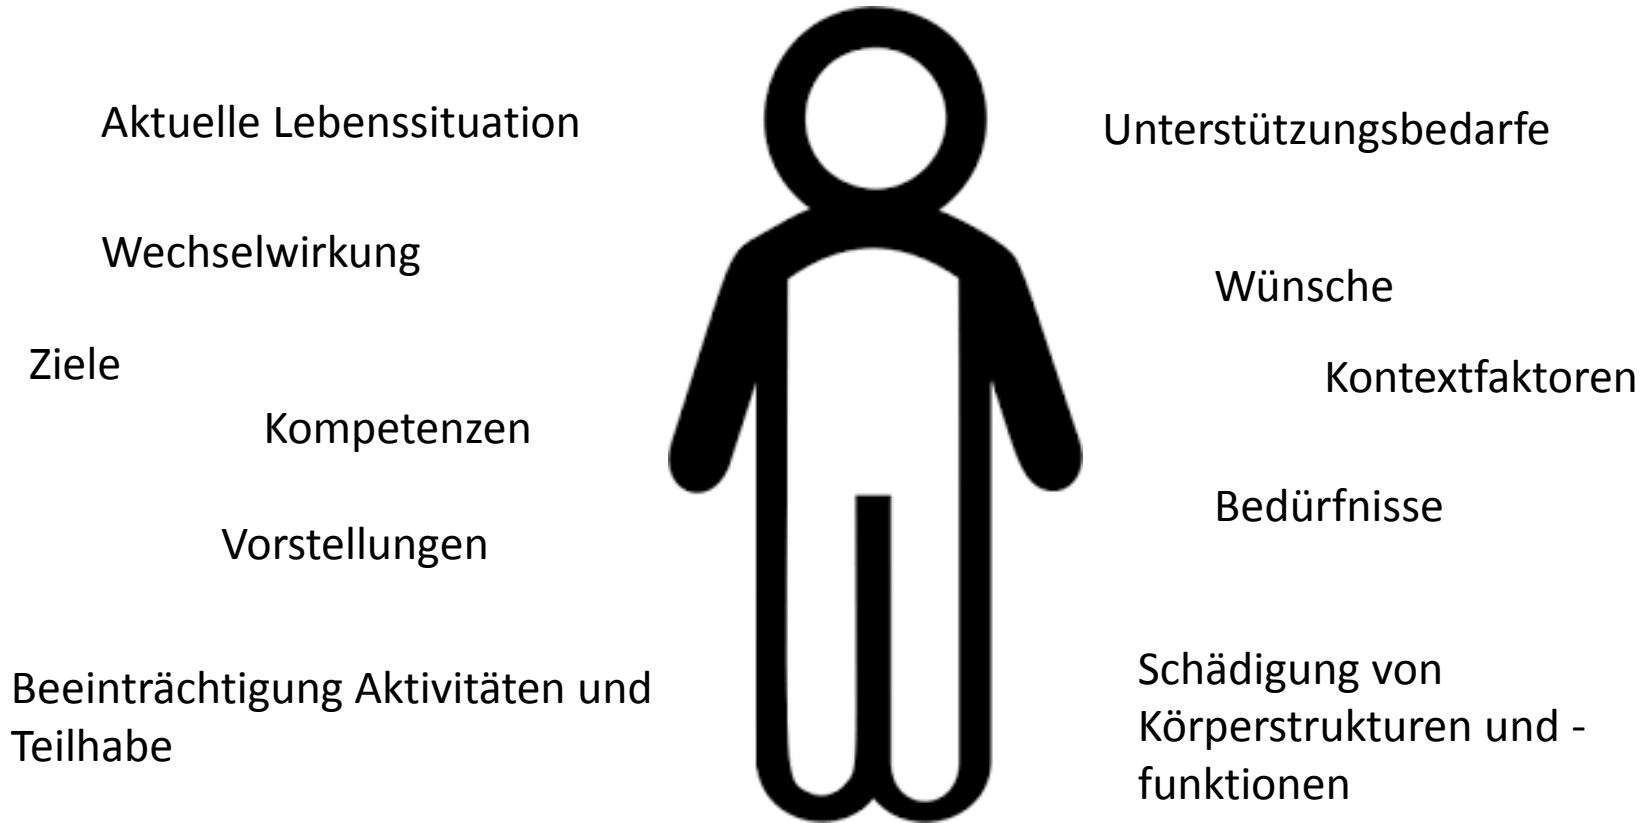 Aktuelle Lebenssituation
Wechselwirkung
Ziele
Kompetenzen
Vorstellungen
Beeinträchtigung Aktivitäten und
Teilhabe
Unterstützungsbedarfe
Wünsche
Kontextfaktoren
Bedürfnisse
Schädigung von
Körperstrukturen und -
funktionen